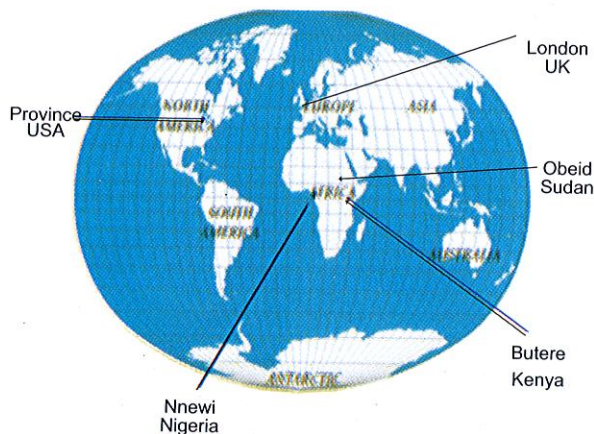 London
UK
NORTH
AMERICA
EUROPE
ASIA
Province
USA
Obeid
Sudan
AFRICA
SOUTH
AMERICA
AUSTRALIA
Butere
Kenya
ANTARCTIC
Nnewi
Nigeria